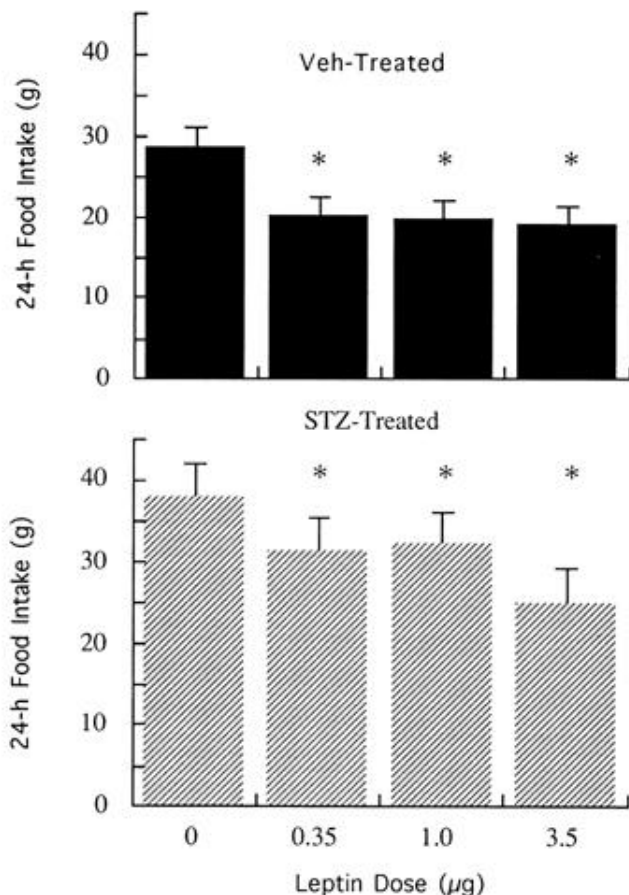 Veh-Treated
24-h Food Intake (g)
40
30
20
10
0
* * *
STZ-Treated
24-h Food Intake (g)
40
30
20
10
0
* * *
0 0.35 1.0 3.5
Leptin Dose (µg)